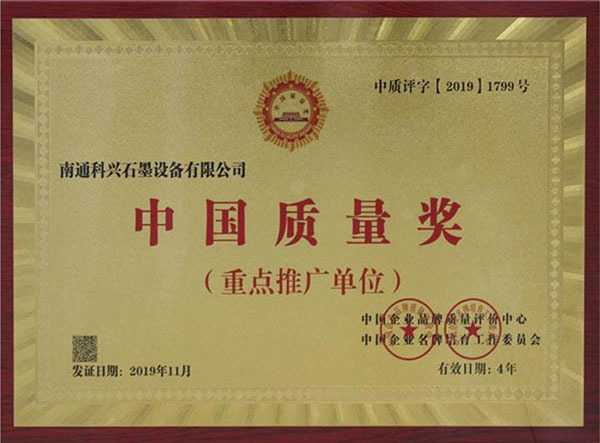 中质评字【2019】1799号
南通科兴石墨设备有限公司
中国质量奖
（重点推广单位）
中国企业品牌质量评价中心
中国企业名牌培育工作委员会
发证日期：2019年11月
有效日期：4年